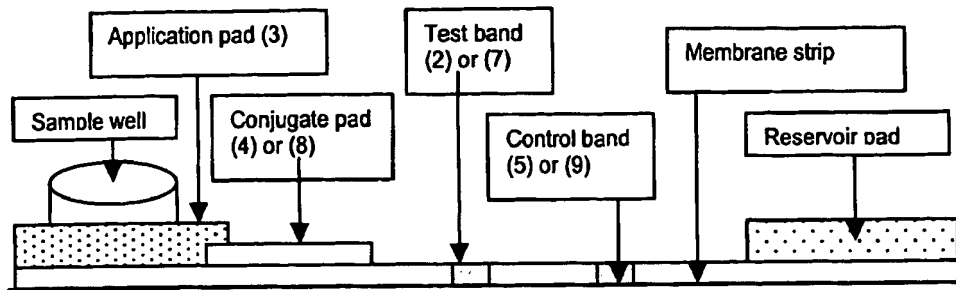 Application pad (3)
Test band
(2) or (7)
Membrane strip
Sample well
Conjugate pad
(4) or (8)
Control band
(5) or (9)
Reservoir pad